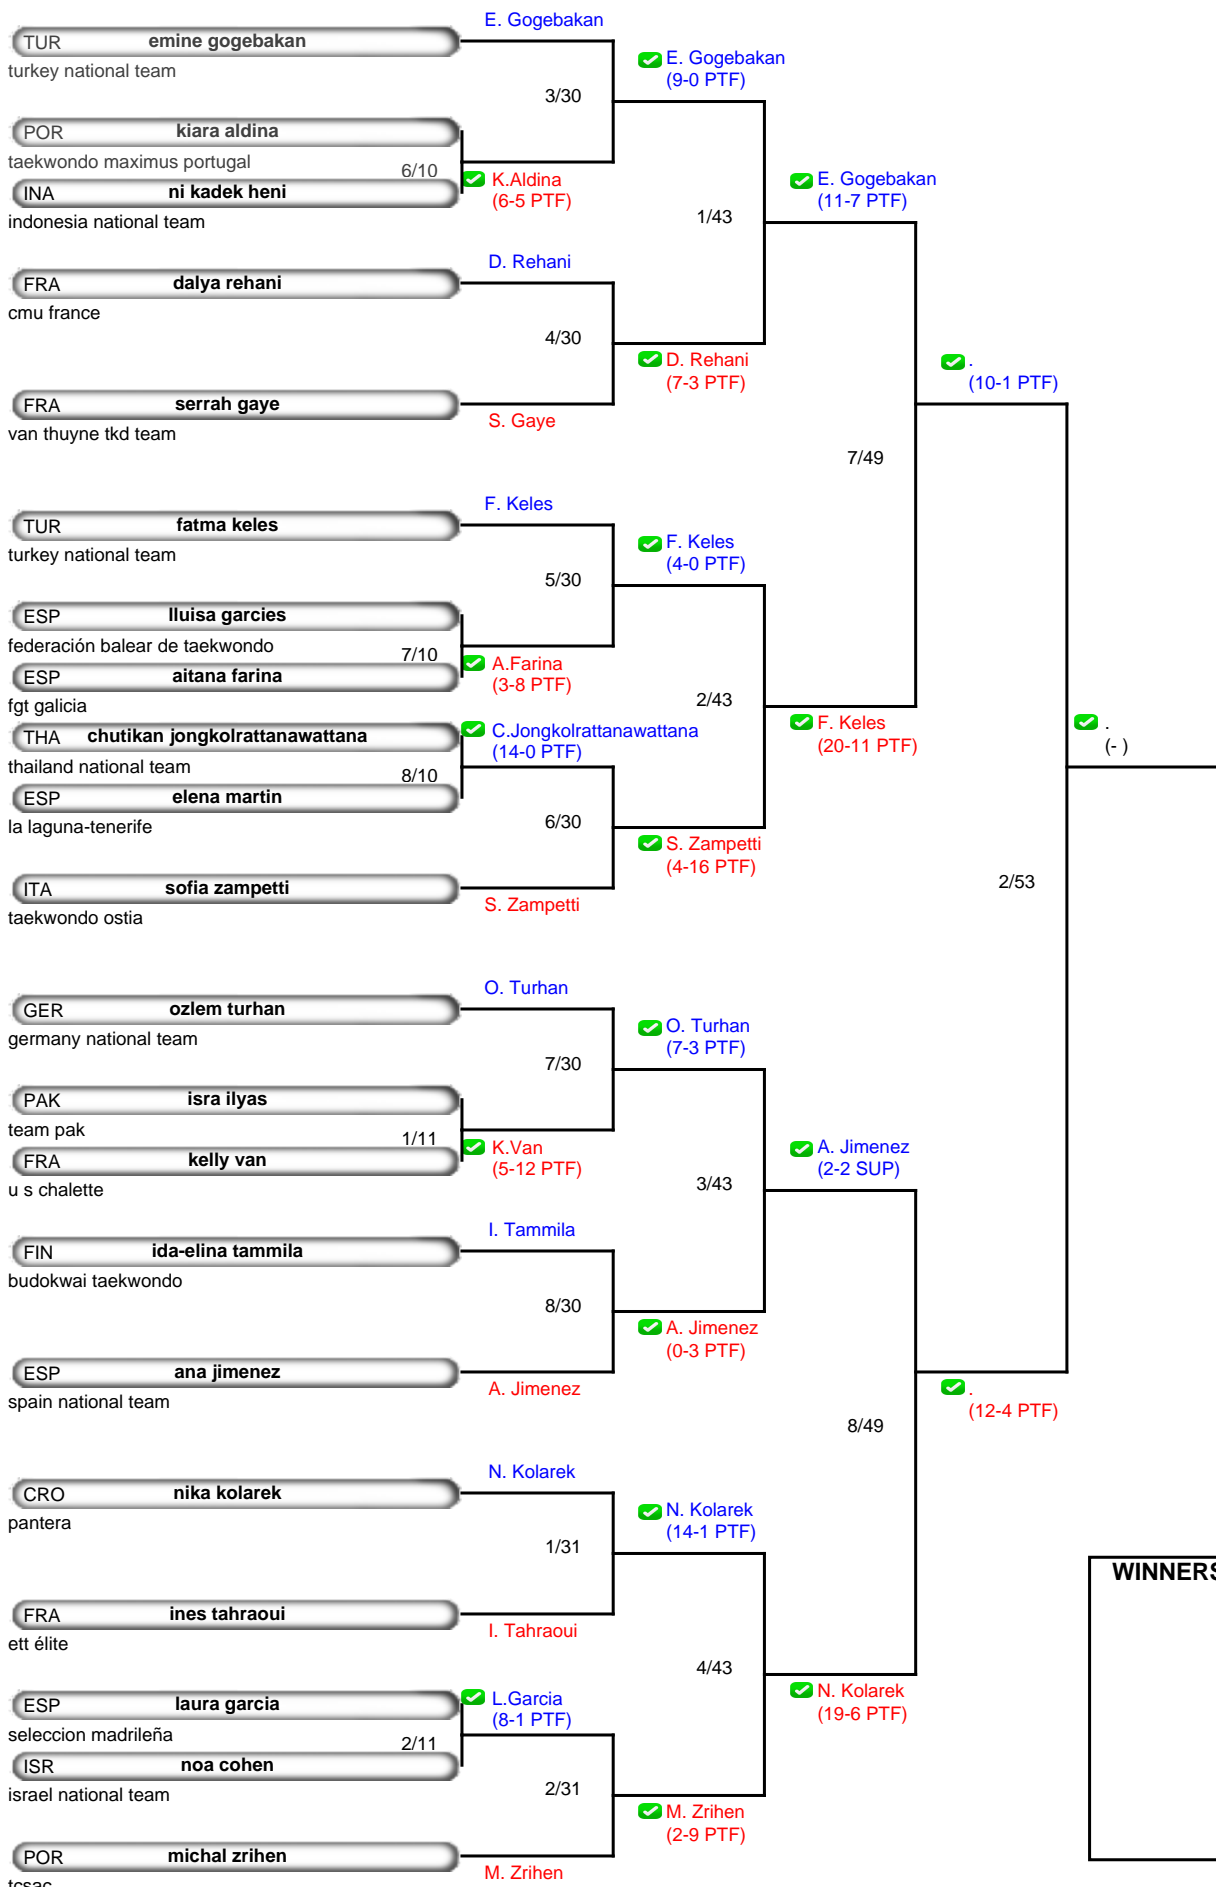 E. Gogebakan
TUR emine gogebakan
turkey national team
E. Gogebakan
(9-0 PTF)
3/30
POR kiara aldina
taekwondo maximus portugal
6/10
K.Aldina
(6-5 PTF)
INA ni kadek heni
indonesia national team
E. Gogebakan
(11-7 PTF)
1/43
D. Rehani
FRA dalya rehani
cmu france
4/30
D. Rehani
(7-3 PTF)
.
(10-1 PTF)
FRA serrah gaye
van thuyne tkd team
S. Gaye
7/49
F. Keles
TUR fatma keles
turkey national team
F. Keles
(4-0 PTF)
5/30
ESP lluisa garcies
federación balear de taekwondo
7/10
A.Farina
(3-8 PTF)
ESP aitana farina
fgt galicia
2/43
THA chutikan jongkolrattanawattana
thailand national team
C.Jongkolrattanawattana
(14-0 PTF)
F. Keles
(20-11 PTF)
.
(- )
8/10
ESP elena martin
la laguna-tenerife
6/30
S. Zampetti
(4-16 PTF)
ITA sofia zampetti
taekwondo ostia
S. Zampetti
2/53
O. Turhan
GER ozlem turhan
germany national team
O. Turhan
(7-3 PTF)
7/30
PAK isra ilyas
team pak
1/11
K.Van
(5-12 PTF)
FRA kelly van
u s chalette
A. Jimenez
(2-2 SUP)
3/43
I. Tammila
FIN ida-elina tammila
budokwai taekwondo
8/30
A. Jimenez
(0-3 PTF)
ESP ana jimenez
spain national team
A. Jimenez
.
(12-4 PTF)
8/49
N. Kolarek
CRO nika kolarek
pantera
N. Kolarek
(14-1 PTF)
1/31
WINNERS
FRA ines tahraoui
ett élite
I. Tahraoui
4/43
ESP laura garcia
seleccion madrileña
L.Garcia
(8-1 PTF)
N. Kolarek
(19-6 PTF)
2/11
ISR noa cohen
israel national team
2/31
M. Zrihen
(2-9 PTF)
POR michal zrihen
tcsac
M. Zrihen